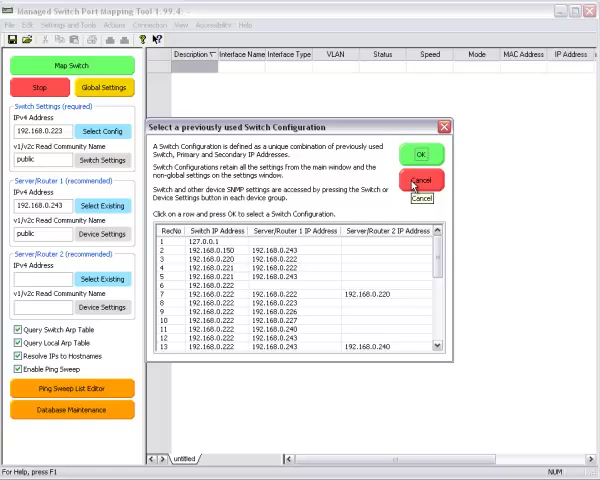 Managed Switch Port Mapping Tool 1.99.4: -
File Edit Settings and Tools Actions Connection View Accessibility Help
Map Switch
Stop Global Settings
Switch Settings (required)
IPv4 Address
192.168.0.223 Select Config
v1/v2c Read Community Name
public Switch Settings
Server/Router 1 (recommended)
IPv4 Address
192.168.0.243 Select Existing
v1/v2c Read Community Name
public Device Settings
Server/Router 2 (recommended)
IPv4 Address
Select Existing
v1/v2c Read Community Name
Device Settings
Query Switch Arp Table
Query Local Arp Table
Resolve IPs to Hostnames
Enable Ping Sweep
Ping Sweep List Editor
Database Maintenance
Description Interface Name Interface Type VLAN Status Speed Mode MAC Address IP Address
Select a previously used Switch Configuration
A Switch Configuration is defined as a unique combination of previously used
Switch, Primary and Secondary IP Addresses.
Switch Configurations retain all the settings from the main window and the
non-global settings on the settings window.
Switch and other device SNMP settings are accessed by pressing the Switch or
Device Settings button in each device group.
Click on a row and press OK to select a Switch Configuration.
OK
Cancel
Cancel
RecNo Switch IP Address Server/Router 1 IP Address Server/Router 2 IP Address
1 127.0.0.1
2 192.168.0.150 192.168.0.243
3 192.168.0.220 192.168.0.222
4 192.168.0.221 192.168.0.222
5 192.168.0.221 192.168.0.243
6 192.168.0.222
7 192.168.0.222 192.168.0.222 192.168.0.220
8 192.168.0.222 192.168.0.223
9 192.168.0.222 192.168.0.226
10 192.168.0.222 192.168.0.227
11 192.168.0.222 192.168.0.240
12 192.168.0.222 192.168.0.243
13 192.168.0.222 192.168.0.243 192.168.0.240
untitled
For Help, press F1 NUM